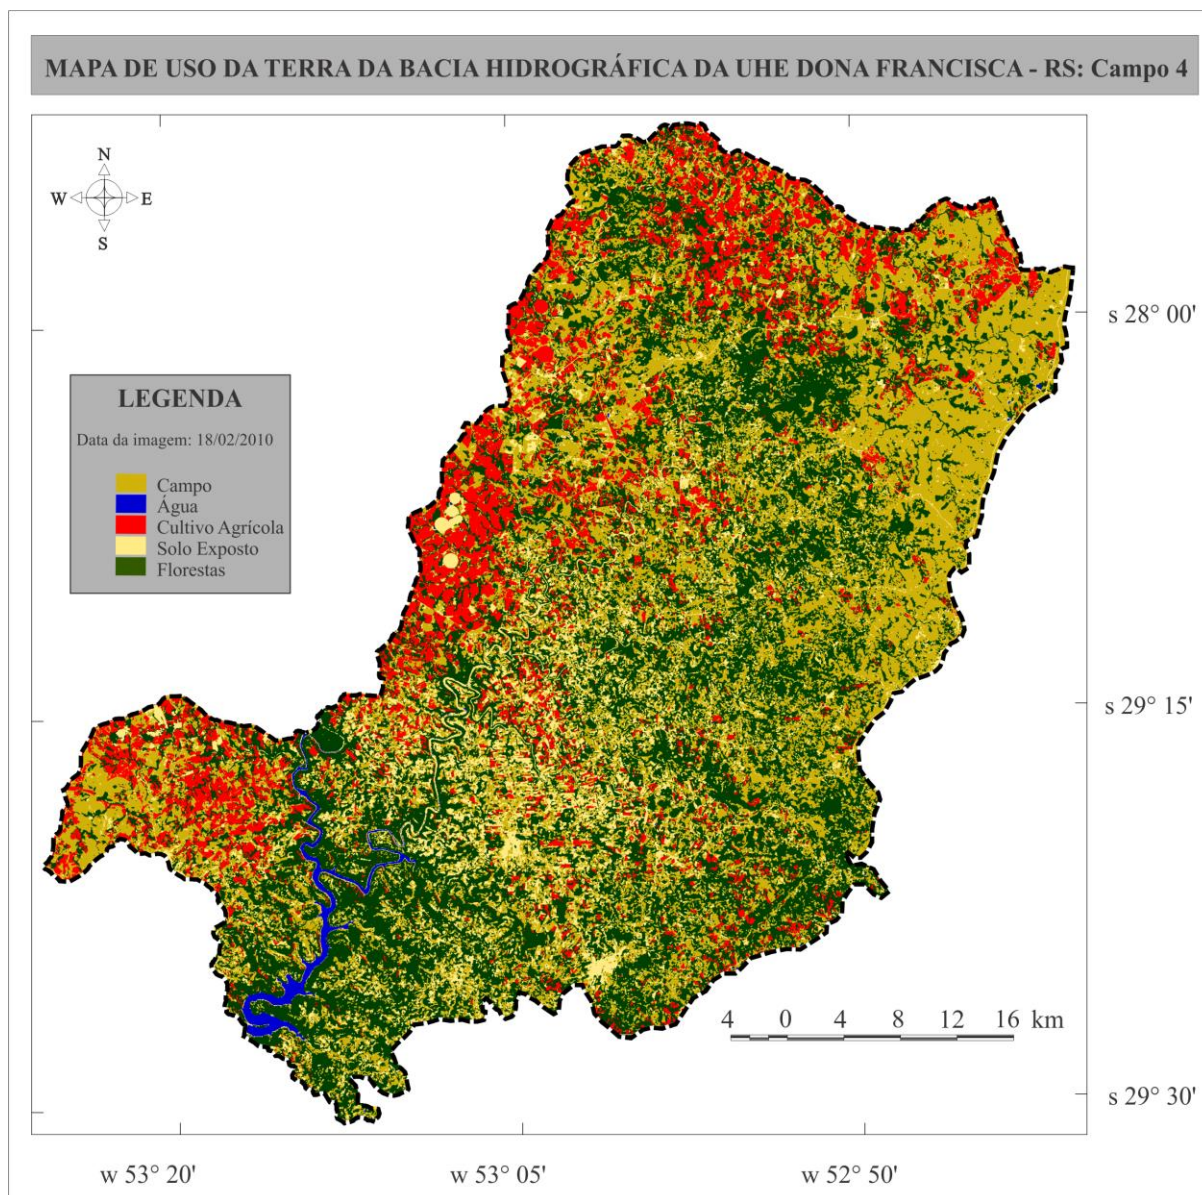 MAPA DE USO DA TERRA DA BACIA HIDROGRÁFICA DA UHE DONA FRANCISCA - RS: Campo 4
N
W E
S
s 28° 00'
LEGENDA
Data da imagem: 18/02/2010
Campo
Água
Cultivo Agrícola
Solo Exposto
Florestas
s 29° 15'
4 0 4 8 12 16 km
s 29° 30'
w 53° 20' w 53° 05' w 52° 50'